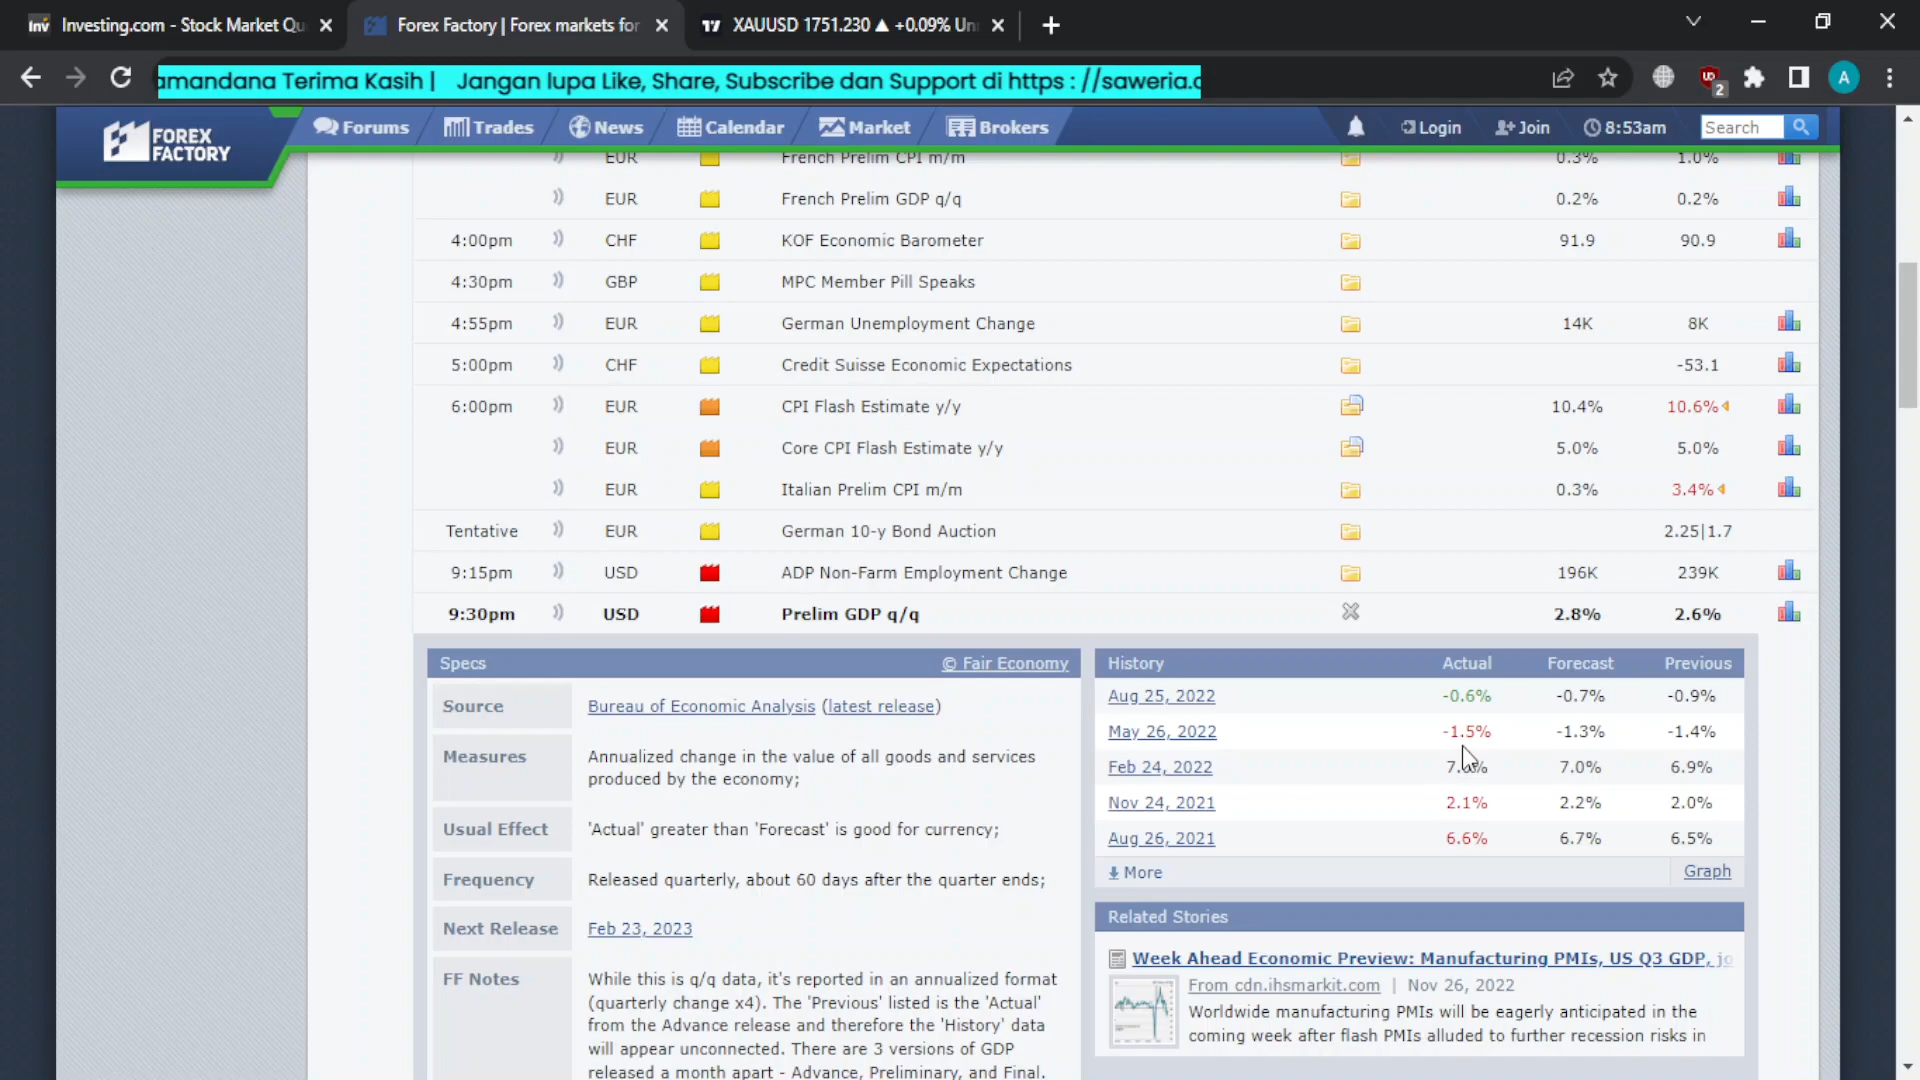 Investing.com - Stock Market Qu
Forex Factory | Forex markets for
XAUUSD 1751.230 ▲ +0.09% Un
amandana Terima Kasih | Jangan lupa Like, Share, Subscribe dan Support di https : //saweria.c
2
A
FOREX
FACTORY
Forums
Trades
News
Calendar
Market
Brokers
Login
Join
8:53am
Search
EUR French Prelim CPI m/m 0.3% 1.0%
EUR French Prelim GDP q/q 0.2% 0.2%
4:00pm CHF KOF Economic Barometer 91.9 90.9
4:30pm GBP MPC Member Pill Speaks
4:55pm EUR German Unemployment Change 14K 8K
5:00pm CHF Credit Suisse Economic Expectations -53.1
6:00pm EUR CPI Flash Estimate y/y 10.4% 10.6%
EUR Core CPI Flash Estimate y/y 5.0% 5.0%
EUR Italian Prelim CPI m/m 0.3% 3.4%
Tentative EUR German 10-y Bond Auction 2.25|1.7
9:15pm USD ADP Non-Farm Employment Change 196K 239K
9:30pm USD Prelim GDP q/q 2.8% 2.6%
Specs © Fair Economy
Source Bureau of Economic Analysis (latest release)
Measures Annualized change in the value of all goods and services
produced by the economy;
Usual Effect 'Actual' greater than 'Forecast' is good for currency;
Frequency Released quarterly, about 60 days after the quarter ends;
Next Release Feb 23, 2023
FF Notes While this is q/q data, it's reported in an annualized format
(quarterly change x4). The 'Previous' listed is the 'Actual'
from the Advance release and therefore the 'History' data
will appear unconnected. There are 3 versions of GDP
released a month apart - Advance, Preliminary, and Final.
History Actual Forecast Previous
Aug 25, 2022 -0.6% -0.7% -0.9%
May 26, 2022 -1.5% -1.3% -1.4%
Feb 24, 2022 7.0% 6.9%
Nov 24, 2021 2.1% 2.2% 2.0%
Aug 26, 2021 6.6% 6.7% 6.5%
More Graph
Related Stories
Week Ahead Economic Preview: Manufacturing PMIs, US Q3 GDP, jo
From cdn.ihsmarkit.com | Nov 26, 2022
Worldwide manufacturing PMIs will be eagerly anticipated in the
coming week after flash PMIs alluded to further recession risks in